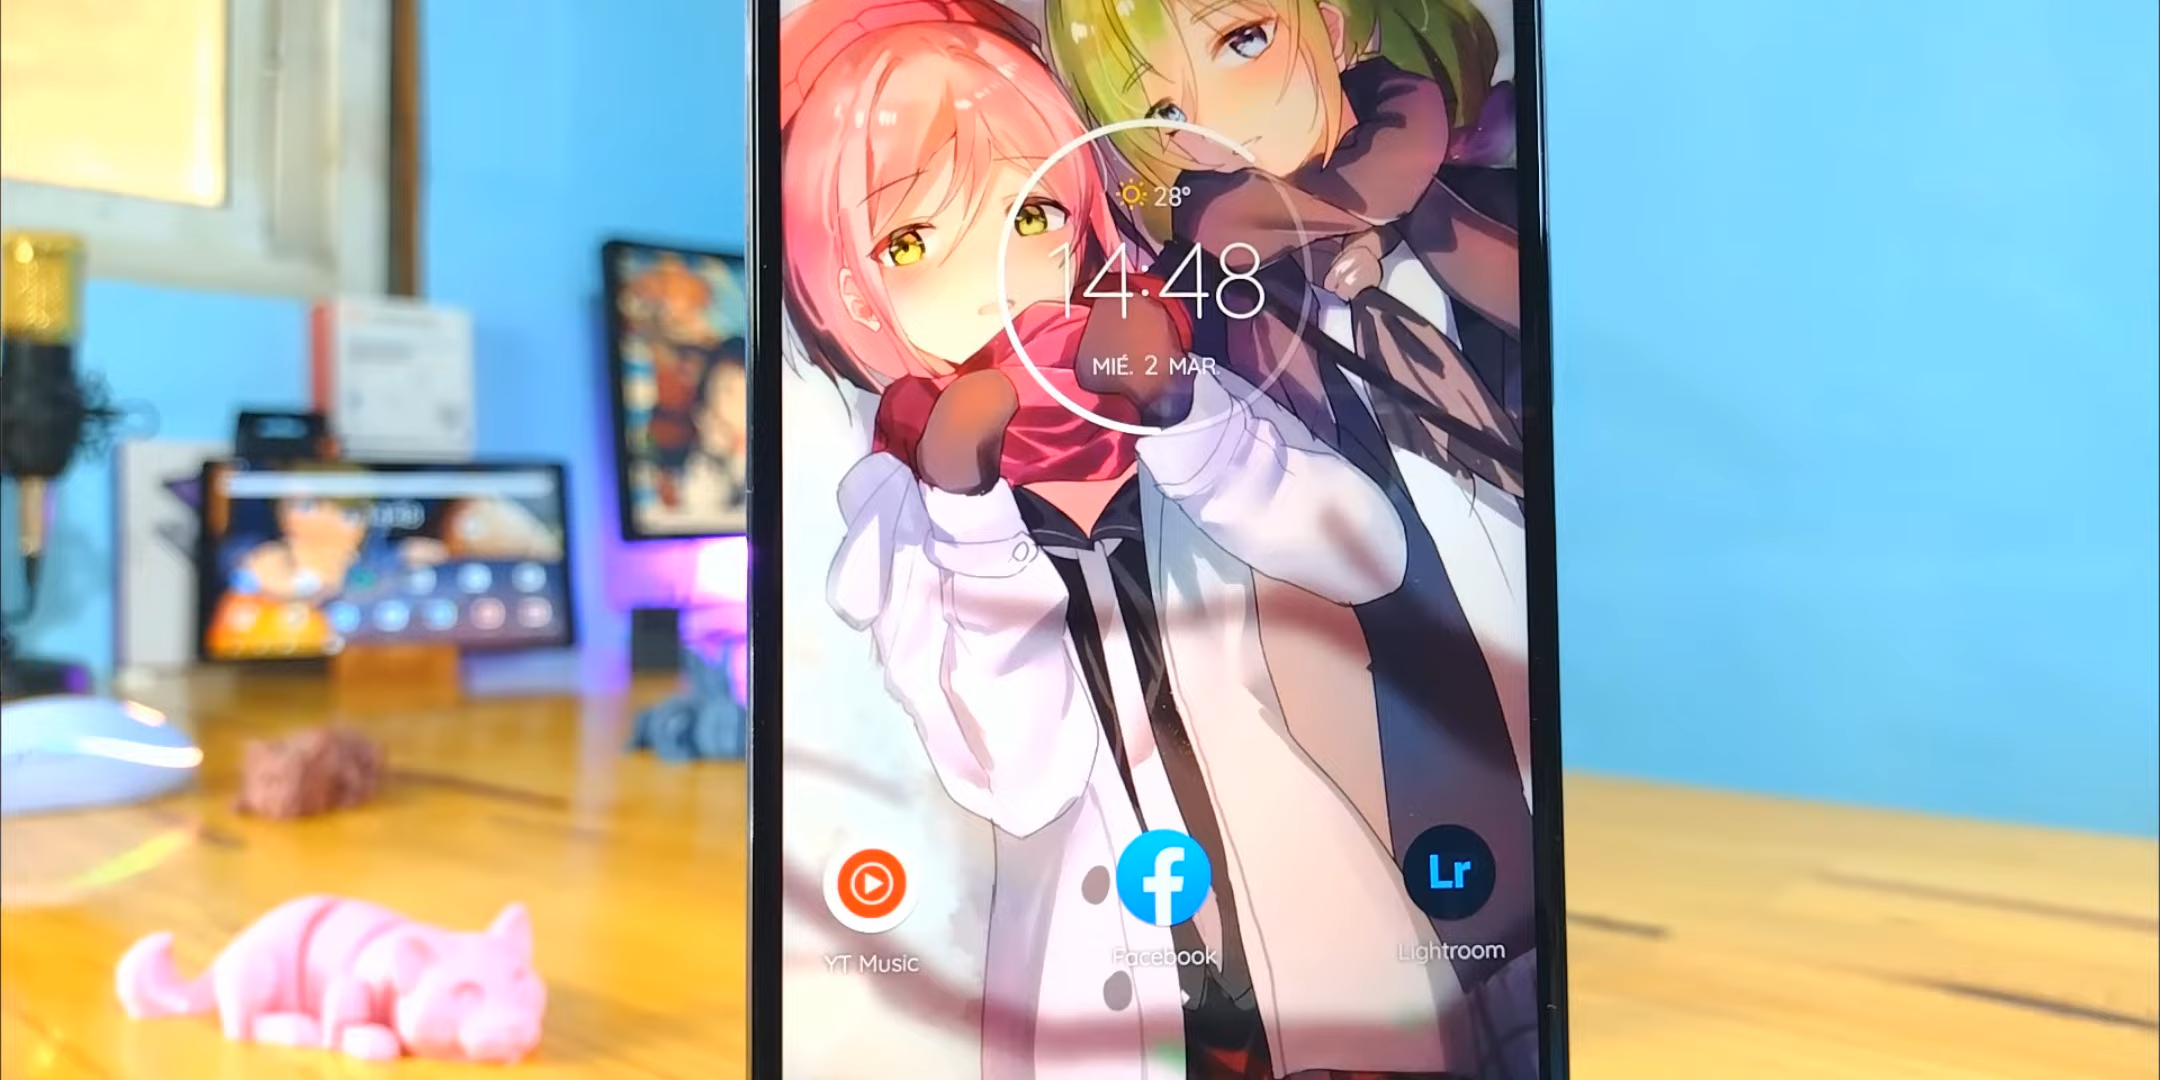 28°
14:48
MIÉ. 2 MAR.
Lr
YT Music
Facebook
Lightroom